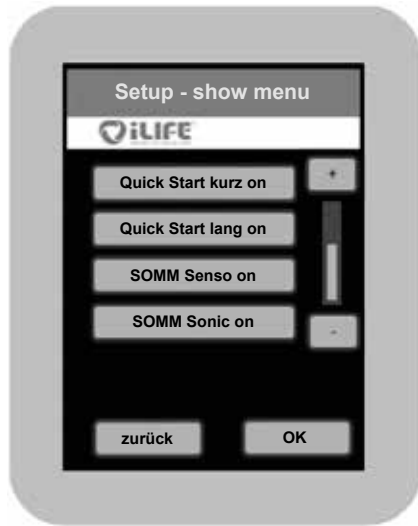 Setup - show menu
iLIFE
Quick Start kurz on
+
Quick Start lang on
SOMM Senso on
SOMM Sonic on
-
zurück
OK